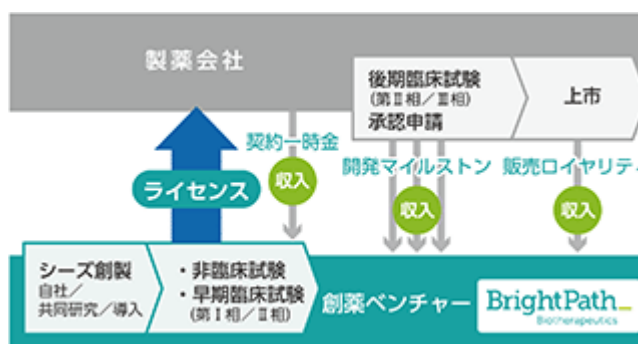 製薬会社
後期臨床試験
(第Ⅱ相／Ⅲ相)
承認申請
上市
契約一時金
開発マイルストン
販売ロイヤリティ
ライセンス
収入
収入
収入
シーズ創製
自社／
共同研究／導入
・非臨床試験
・早期臨床試験
(第Ⅰ相／Ⅱ相)
創薬ベンチャー
BrightPath
Biotherapeutics